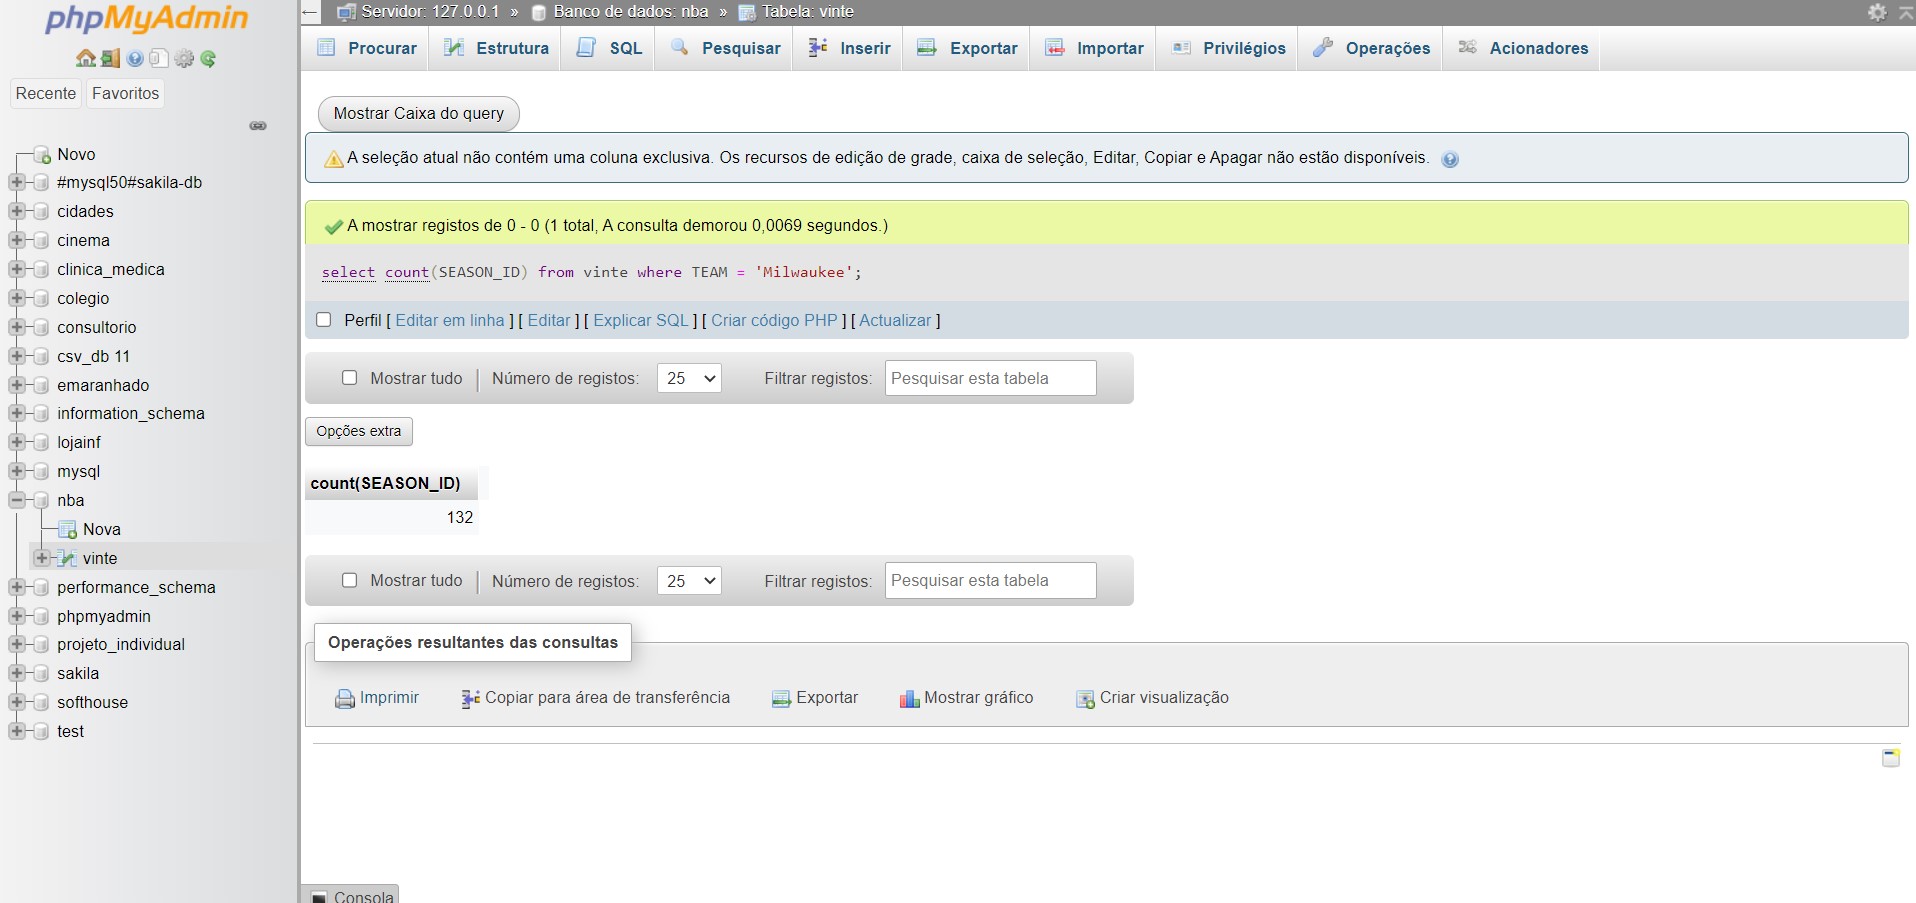 phpMyAdmin
Recente Favoritos
Novo
#mysql50#sakila-db
cidades
cinema
clinica_medica
colegio
consultorio
csv_db 11
emaranhado
information_schema
lojainf
mysql
nba
Nova
vinte
performance_schema
phpmyadmin
projeto_individual
sakila
softhouse
test
Servidor: 127.0.0.1 » Banco de dados: nba » Tabela: vinte
Procurar Estrutura SQL Pesquisar Inserir Exportar Importar Privilégios Operações Acionadores
Mostrar Caixa do query
A seleção atual não contém uma coluna exclusiva. Os recursos de edição de grade, caixa de seleção, Editar, Copiar e Apagar não estão disponíveis.
A mostrar registos de 0 - 0 (1 total, A consulta demorou 0,0069 segundos.)
select count(SEASON_ID) from vinte where TEAM = 'Milwaukee';
Perfil [ Editar em linha ] [ Editar ] [ Explicar SQL ] [ Criar código PHP ] [ Actualizar ]
Mostrar tudo | Número de registos: 25 Filtrar registos: Pesquisar esta tabela
Opções extra
count(SEASON_ID)
132
Mostrar tudo | Número de registos: 25 Filtrar registos: Pesquisar esta tabela
Operações resultantes das consultas
Imprimir Copiar para área de transferência Exportar Mostrar gráfico Criar visualização
Consola